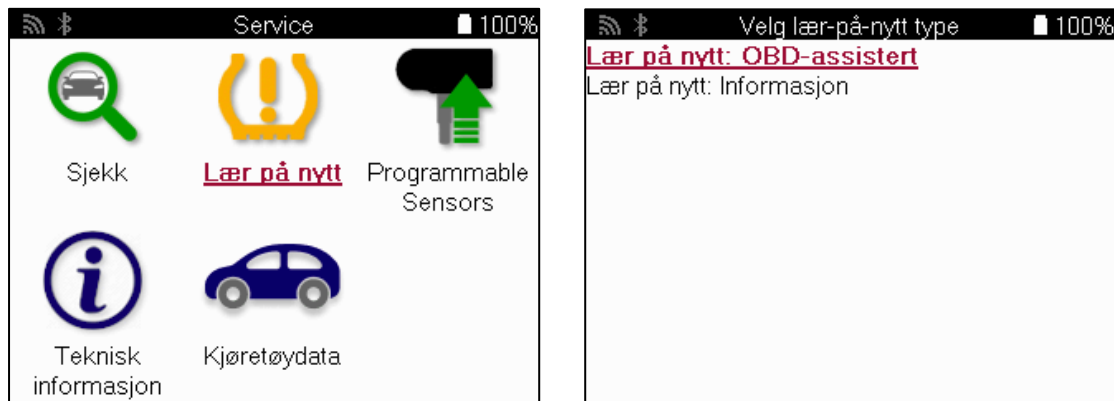 Service 100%
Sjekk
Lær på nytt
Programmable
Sensors
Teknisk
informasjon
Kjøretøydata
Velg lær-på-nytt type 100%
Lær på nytt: OBD-assistert
Lær på nytt: Informasjon